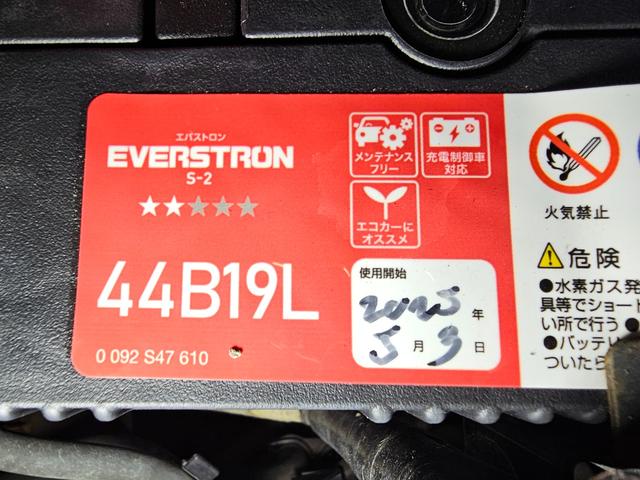 エバストロン
EVERSTRON
S-2
メンテナンス
フリー
充電制御車
対応
エコカーに
オススメ
44B19L
0 092 S47 610
使用開始
2025年
5月3日
火気禁止
危険
●水素ガス発
具等でショート
い所で行う
●バッテリ
ついたら